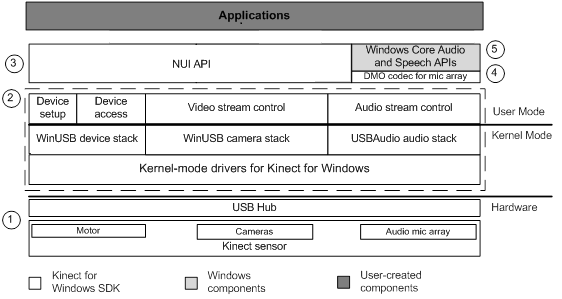 Applications
5
Windows Core Audio
and Speech APIs
3
NUI API
4
DMO codec for mic array
2
Device
setup
Device
access
Video stream control
Audio stream control
User Mode
WinUSB device stack
WinUSB camera stack
USBAudio audio stack
Kernel Mode
Kernel-mode drivers for Kinect for Windows
1
USB Hub
Hardware
Motor
Cameras
Audio mic array
Kinect sensor
Kinect for
Windows SDK
Windows
components
User-created
components